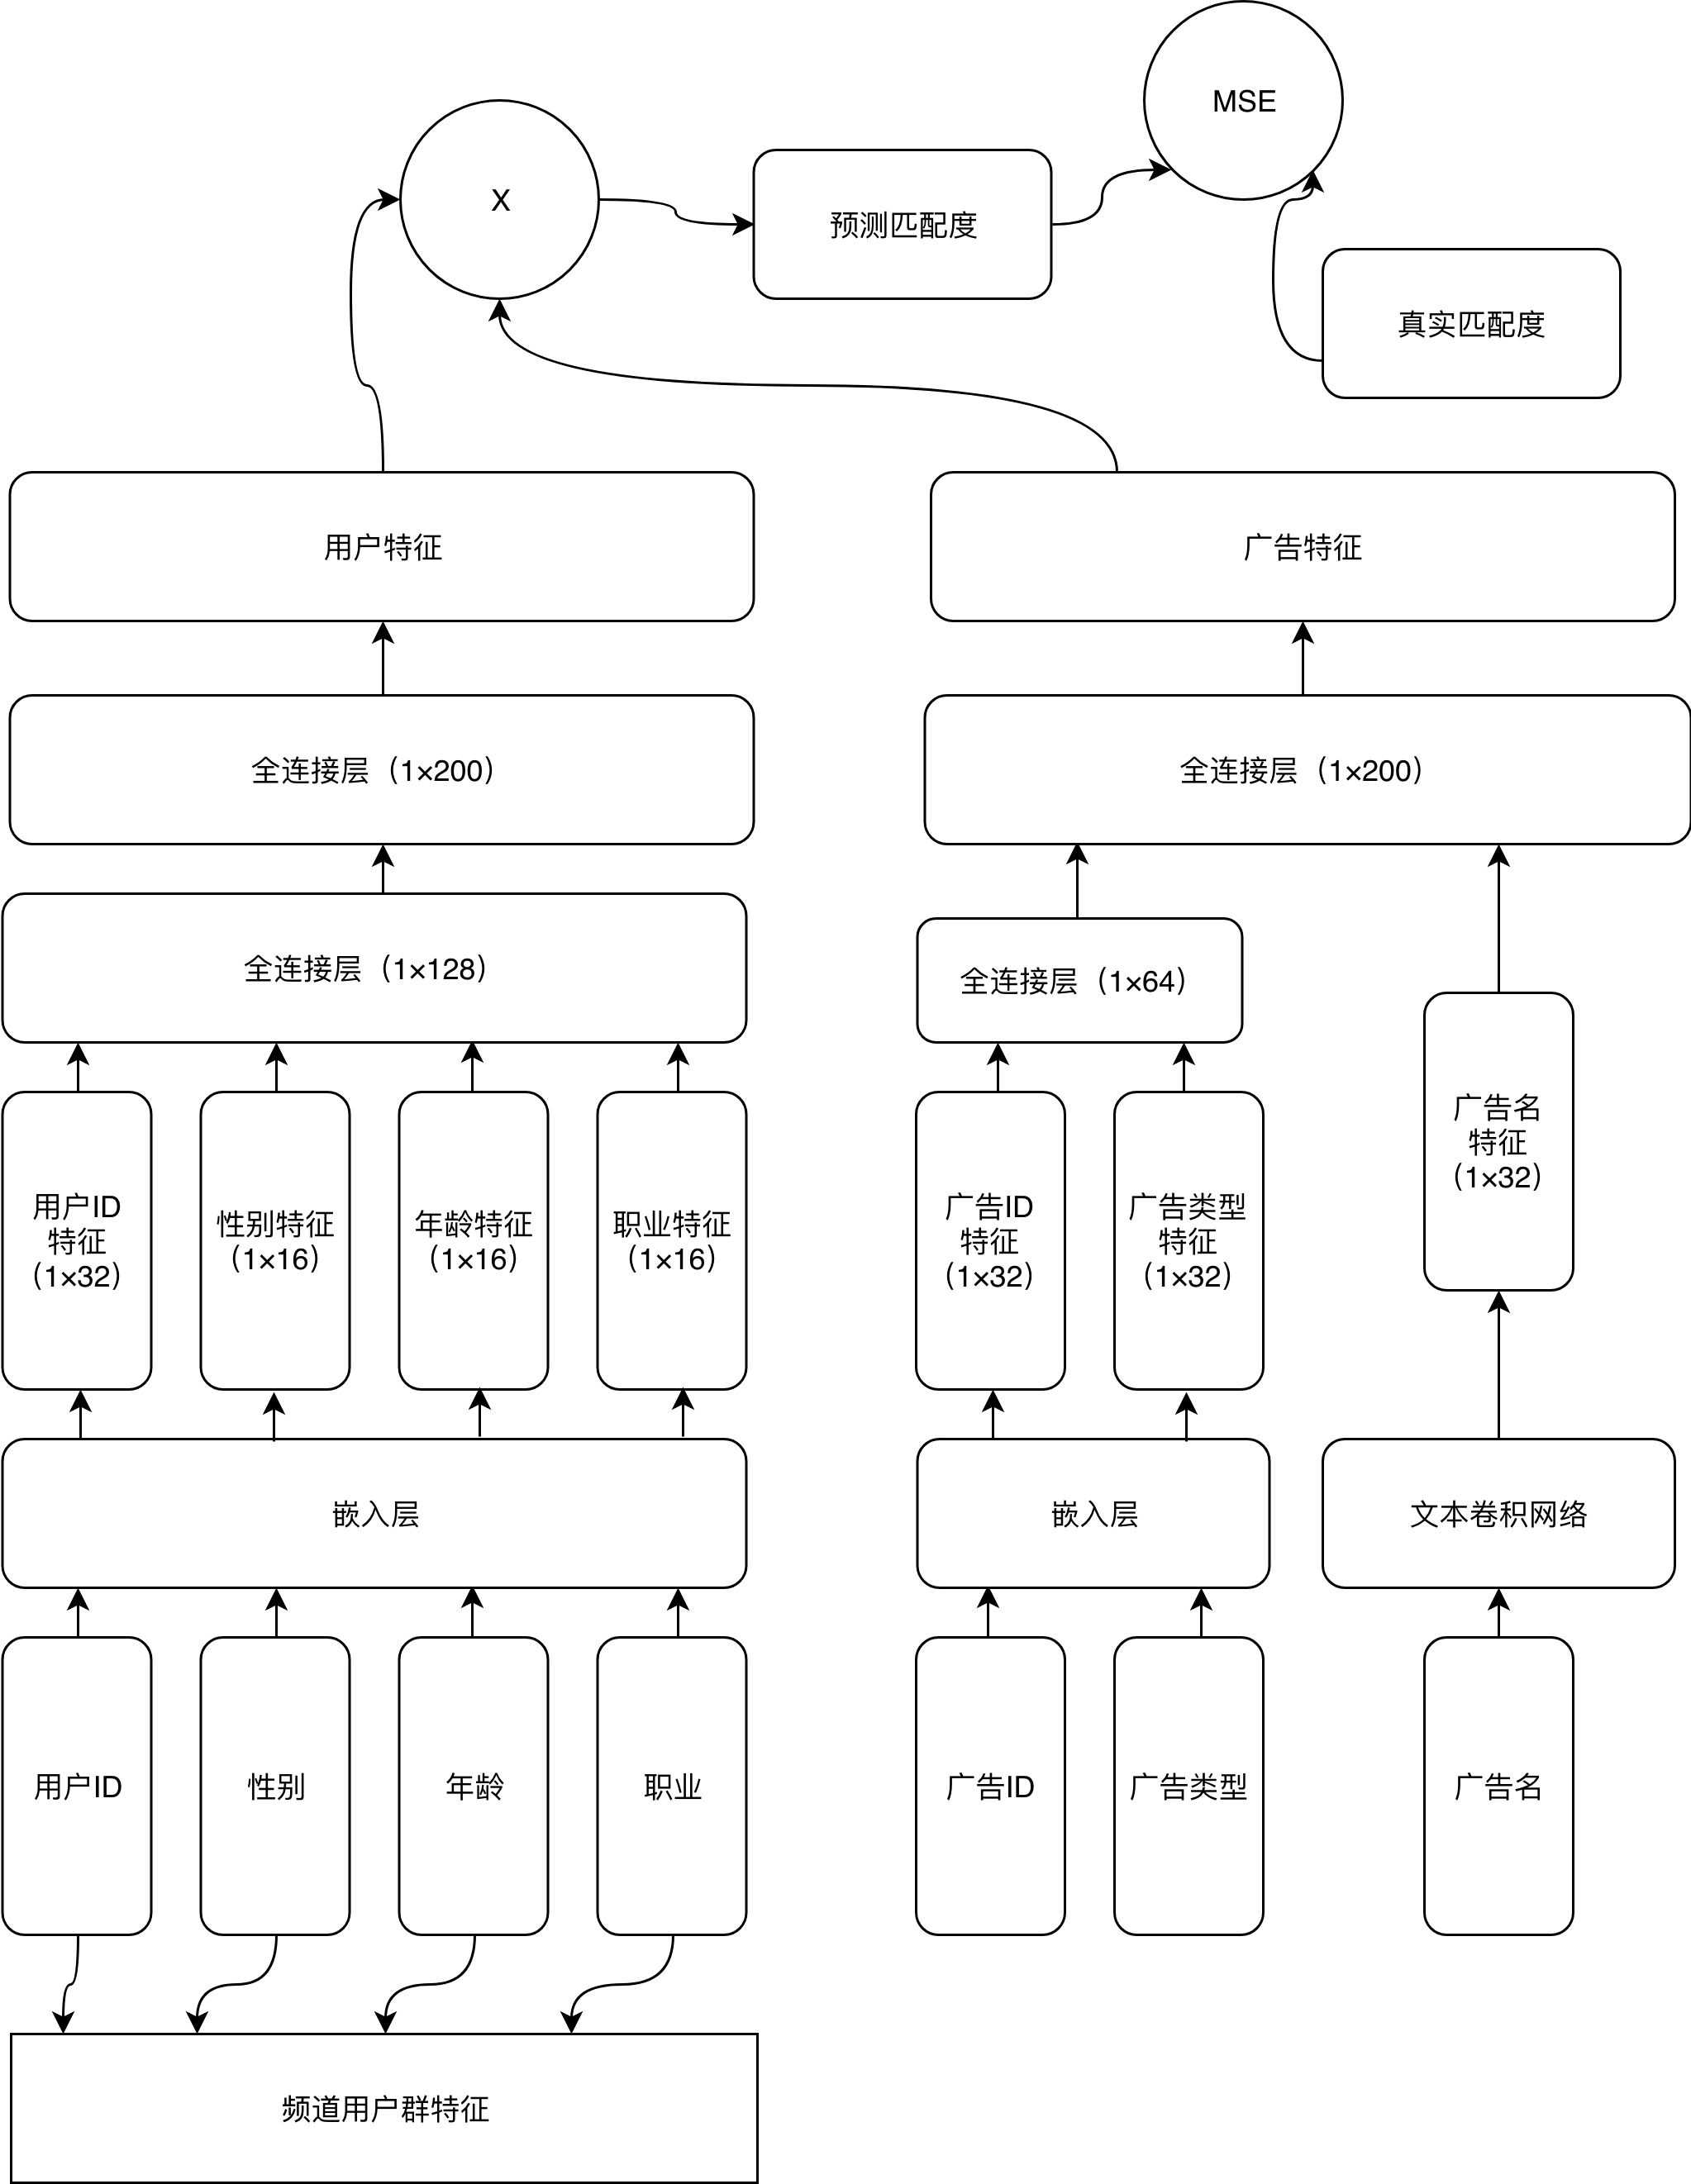 MSE
X
预测匹配度
真实匹配度
用户特征
广告特征
全连接层（1×200）
全连接层（1×200）
全连接层（1×128）
全连接层（1×64）
用户ID
特征
（1×32）
性别特征
（1×16）
年龄特征
（1×16）
职业特征
（1×16）
广告ID
特征
（1×32）
广告类型
特征
（1×32）
广告名
特征
（1×32）
嵌入层
嵌入层
文本卷积网络
用户ID
性别
年龄
职业
广告ID
广告类型
广告名
频道用户群特征